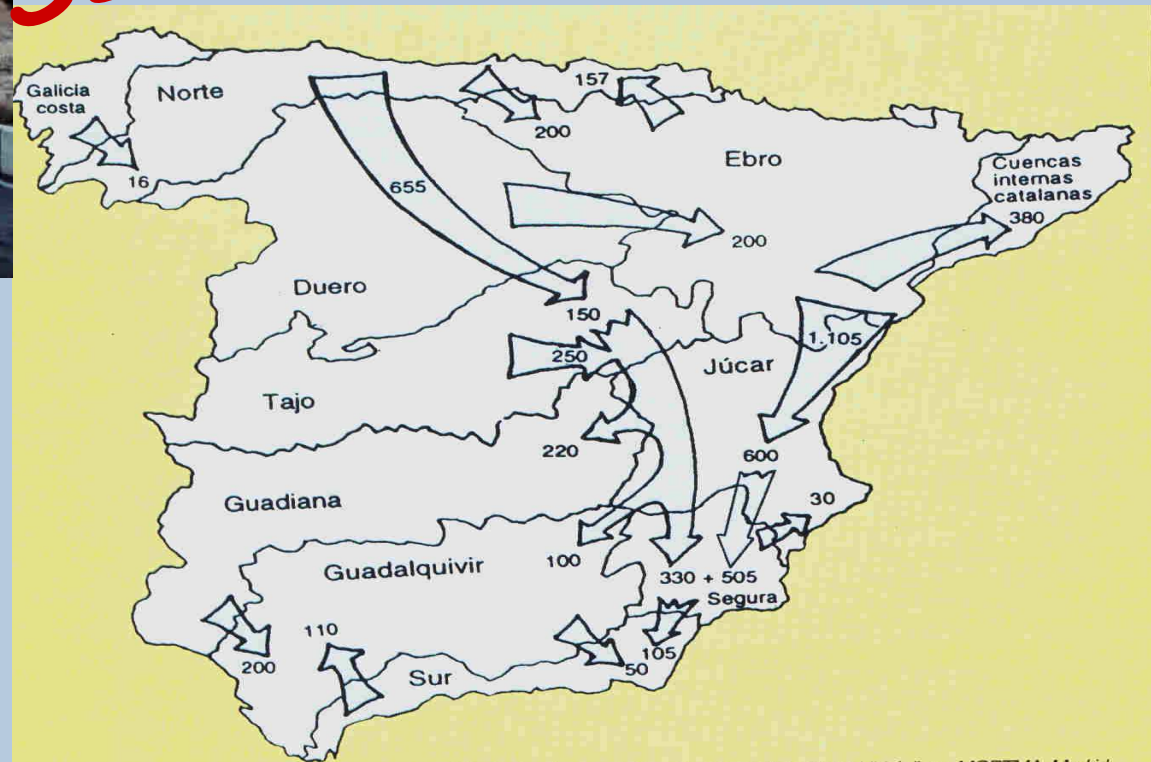 Galicia
costa
Norte
157
200
16
655
Ebro
Cuencas
internas
catalanas
380
200
Duero
150
250
1.105
Júcar
Tajo
220
600
Guadiana
30
100
Guadalquivir
330 + 505
Segura
110
200
105
50
Sur